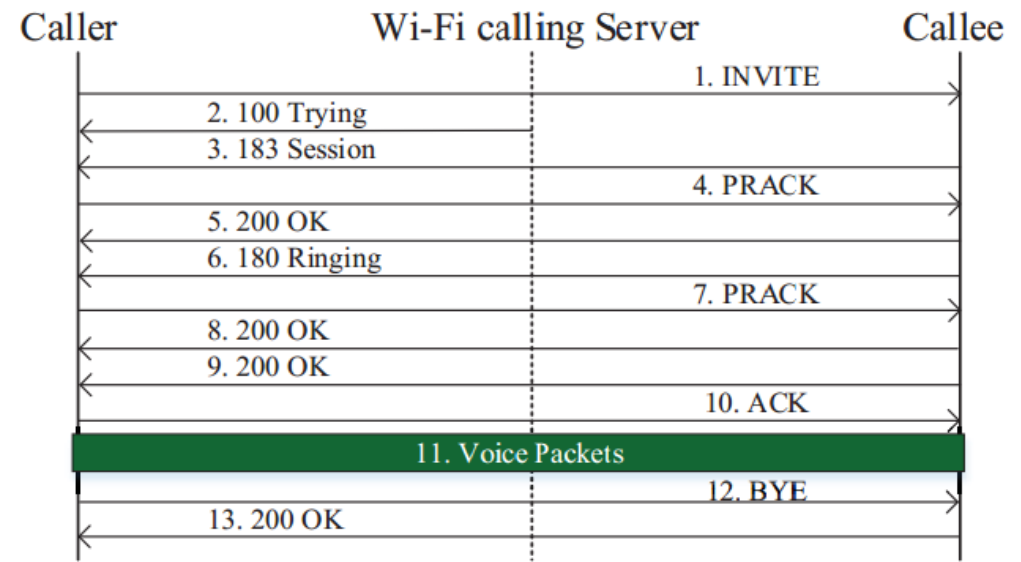 Caller Wi-Fi calling Server Callee
1. INVITE
2. 100 Trying
3. 183 Session
4. PRACK
5. 200 OK
6. 180 Ringing
7. PRACK
8. 200 OK
9. 200 OK
10. ACK
11. Voice Packets
12. BYE
13. 200 OK